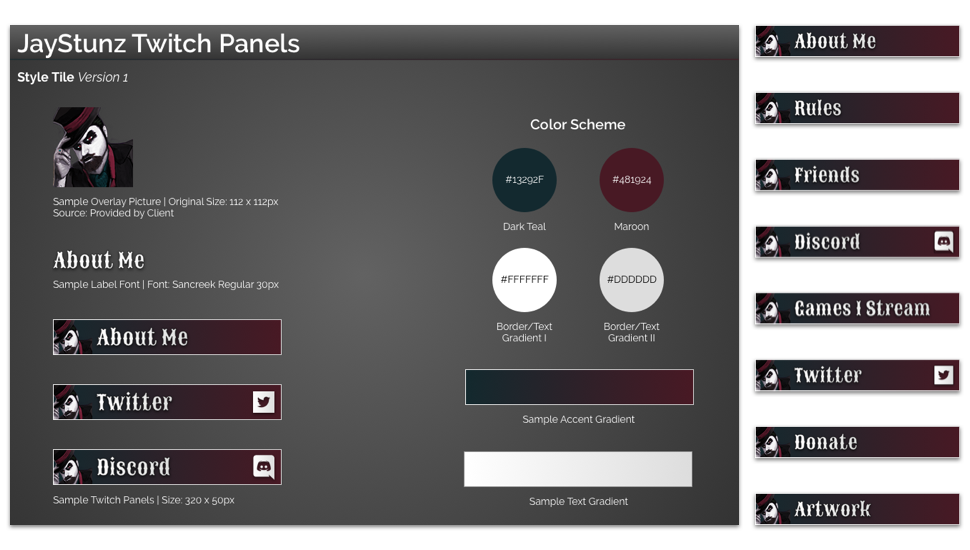 JayStunz Twitch Panels
Style Tile Version 1
Sample Overlay Picture | Original Size: 112 x 112px
Source: Provided by Client
About Me
Sample Label Font | Font: Sancreek Regular 30px
About Me
Twitter
Discord
Sample Twitch Panels | Size: 320 x 50px
Color Scheme
#13292F
#481924
Dark Teal
Maroon
#FFFFFFF
#DDDDDD
Border/Text
Gradient I
Border/Text
Gradient II
Sample Accent Gradient
Sample Text Gradient
About Me
Rules
Friends
Discord
Games I Stream
Twitter
Donate
Artwork